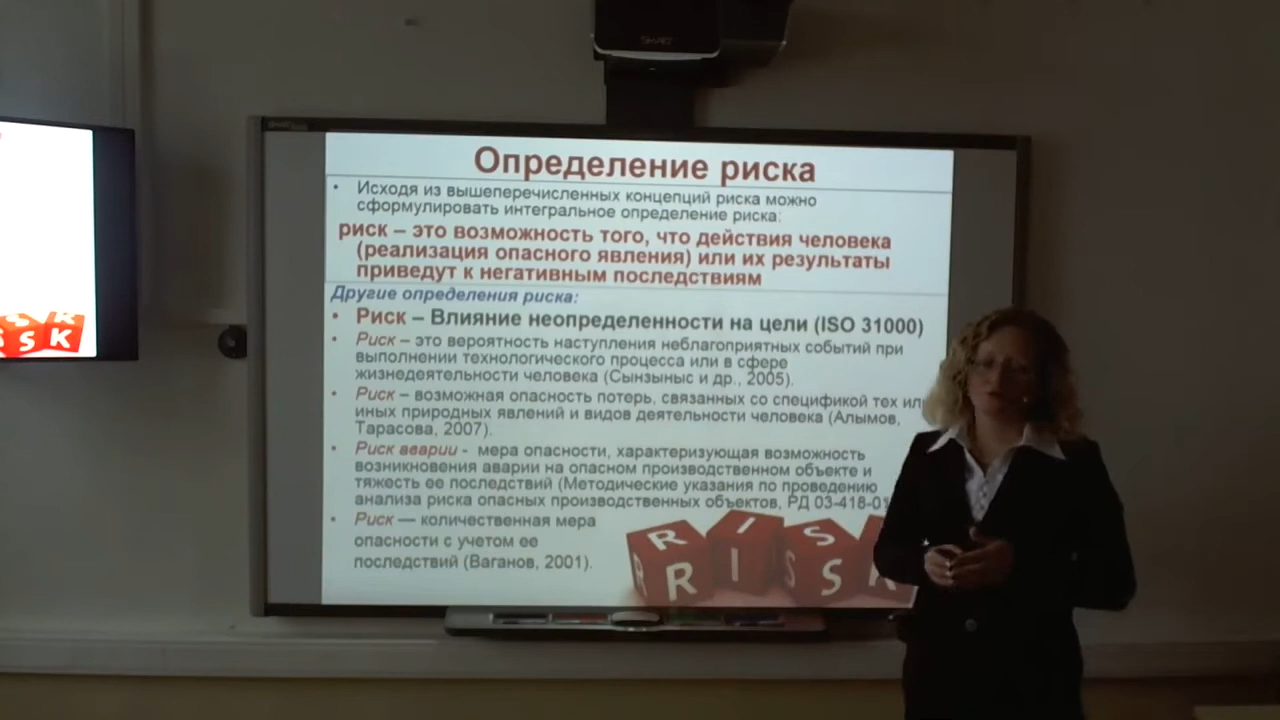 SMART
SMART
Определение риска
• Исходя из вышеперечисленных концепций риска можно
сформулировать интегральное определение риска:
риск – это возможность того, что действия человека
(реализация опасного явления) или их результаты
приведут к негативным последствиям
Другие определения риска:
• Риск – Влияние неопределенности на цели (ISO 31000)
• Риск – это вероятность наступления неблагоприятных событий при
выполнении технологического процесса или в сфере
жизнедеятельности человека (Сынзыныс и др., 2005).
• Риск – возможная опасность потерь, связанных со спецификой тех или
иных природных явлений и видов деятельности человека (Алымов,
Тарасова, 2007).
• Риск аварии - мера опасности, характеризующая возможность
возникновения аварии на опасном производственном объекте и
тяжесть ее последствий (Методические указания по проведению
анализа риска опасных производственных объектов, РД 03-418-01
• Риск — количественная мера
опасности с учетом ее
последствий (Ваганов, 2001).
R I S
R R I S S K
S K
S S K